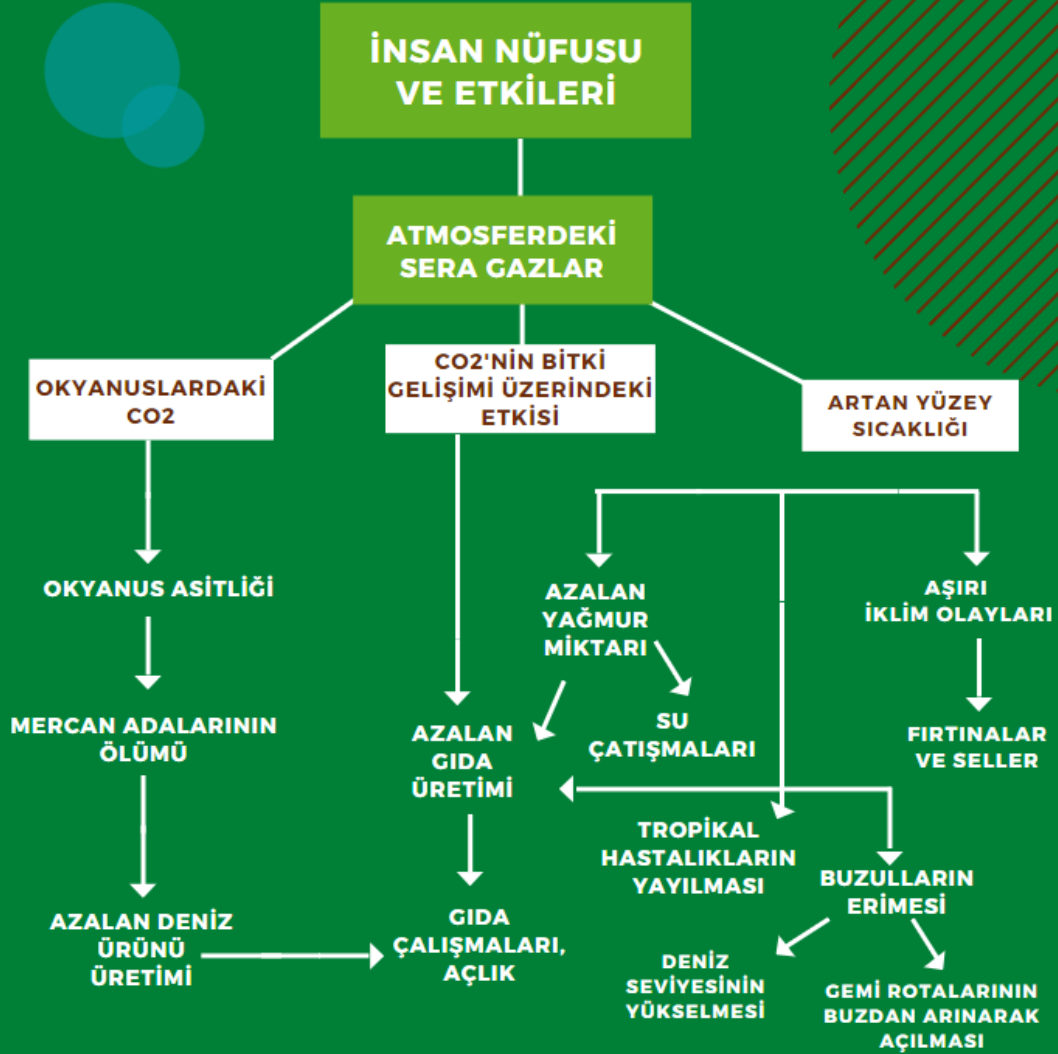 İNSAN NÜFUSU
VE ETKİLERİ
ATMOSFERDEKİ
SERA GAZLAR
OKYANUSLARDAKİ
CO2
CO2'NİN BİTKİ
GELİŞİMİ ÜZERİNDEKİ
ETKİSİ
ARTAN YÜZEY
SICAKLIĞI
OKYANUS ASİTLİĞİ
AZALAN
YAĞMUR
MİKTARI
AŞIRI
İKLİM OLAYLARI
MERCAN ADALARININ
ÖLÜMÜ
AZALAN
GIDA
ÜRETİMİ
SU
ÇATIŞMALARI
FIRTINALAR
VE SELLER
TROPİKAL
HASTALIKLARIN
YAYILMASI
BUZULLARIN
ERİMESİ
AZALAN DENİZ
ÜRÜNÜ
ÜRETİMİ
GIDA
ÇALIŞMALARI,
AÇLIK
DENİZ
SEVİYESİNİN
YÜKSELMESİ
GEMİ ROTALARININ
BUZDAN ARINARAK
AÇILMASI